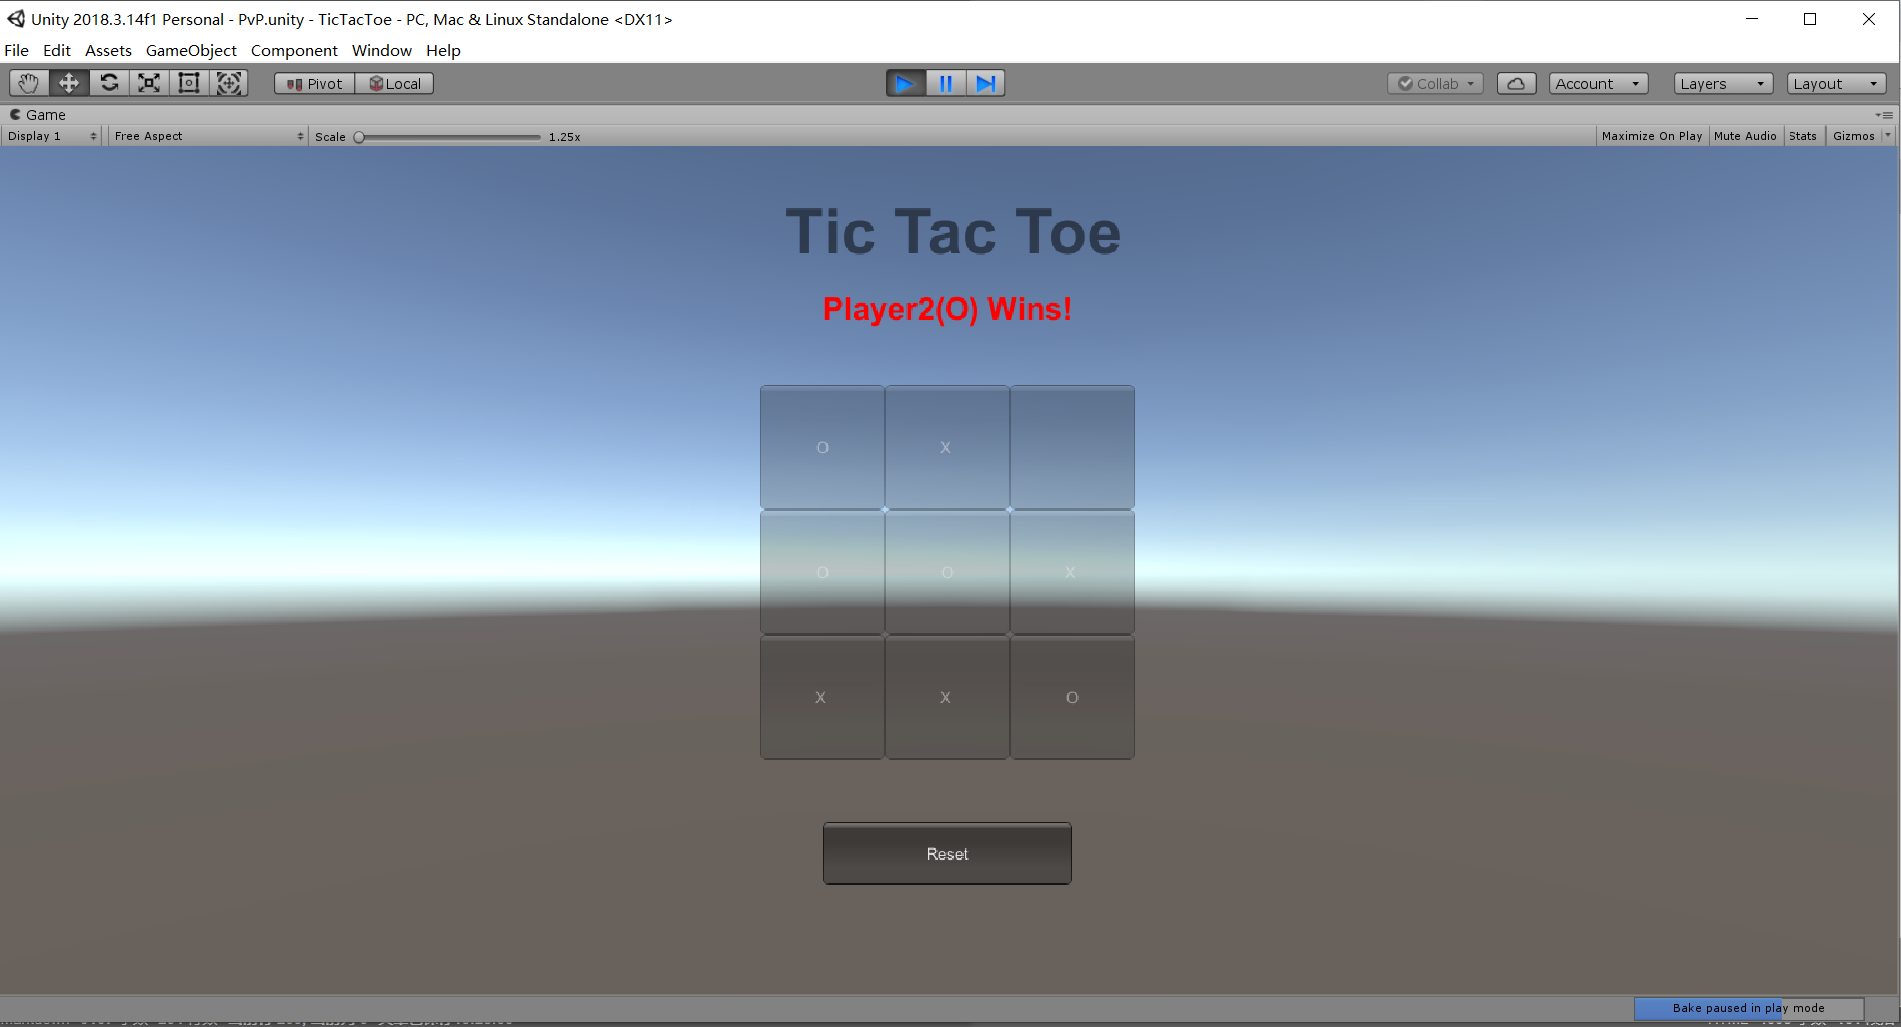 Unity 2018.3.14f1 Personal - PvP.unity - TicTacToe - PC, Mac & Linux Standalone <DX11>
File Edit Assets GameObject Component Window Help
Pivot Local Collab Account Layers Layout
Game
Display 1 Free Aspect Scale 1.25x Maximize On Play Mute Audio Stats Gizmos
Tic Tac Toe
Player2(O) Wins!
O X
O O X
X X O
Reset
Bake paused in play mode